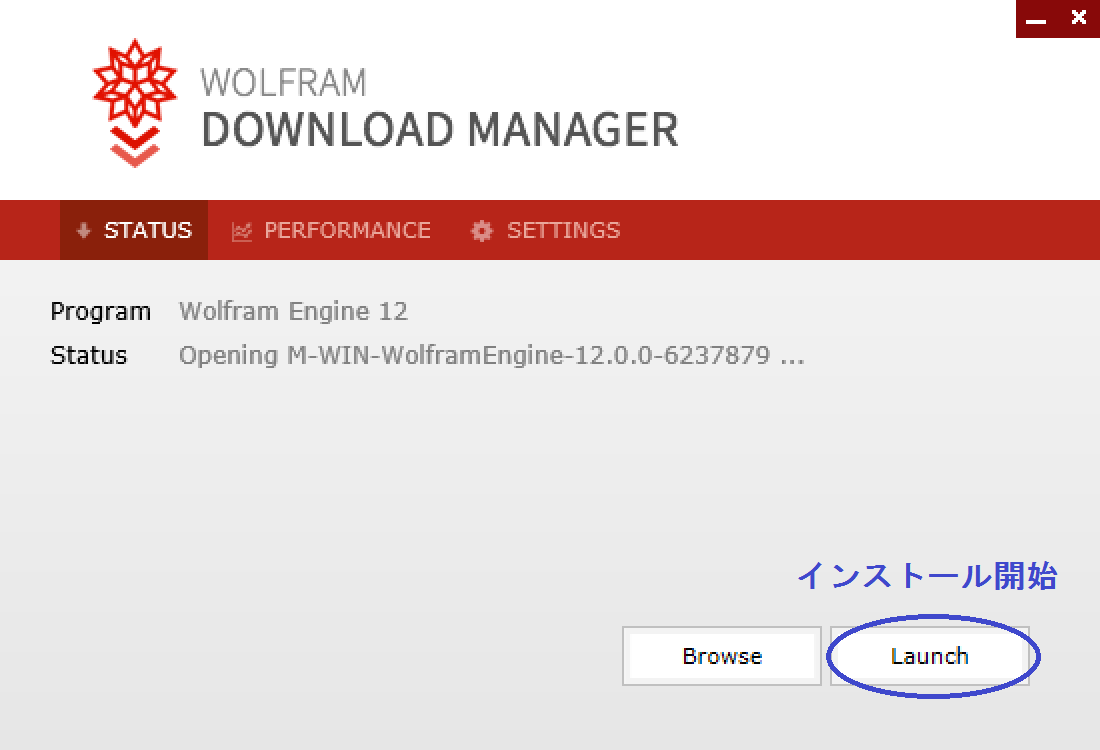 WOLFRAM
DOWNLOAD MANAGER
STATUS PERFORMANCE SETTINGS
Program Wolfram Engine 12
Status Opening M-WIN-WolframEngine-12.0.0-6237879 ...
インストール開始
Browse Launch